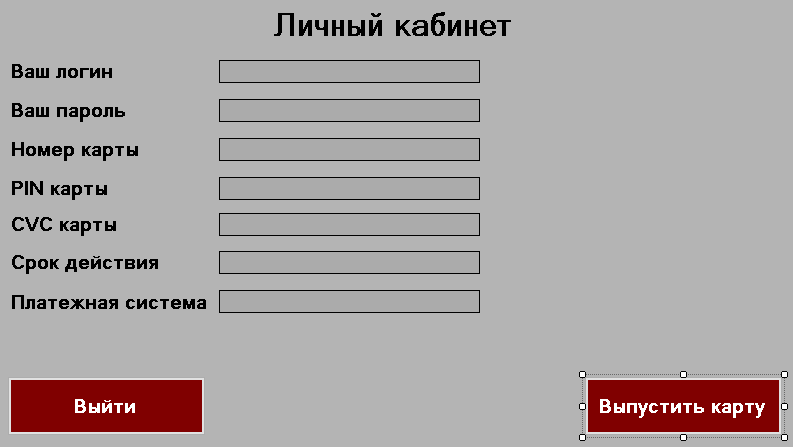 Личный кабинет
Ваш логин
Ваш пароль
Номер карты
PIN карты
CVC карты
Срок действия
Платежная система
Выйти
Выпустить карту